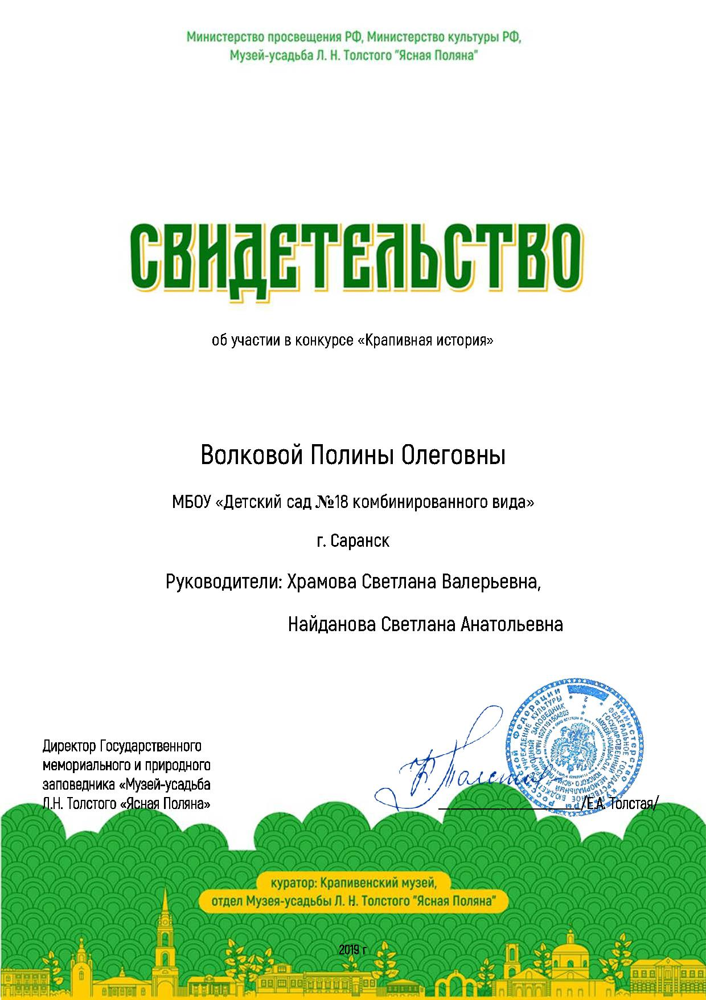 Министерство просвещения РФ, Министерство культуры РФ,
Музей-усадьба Л. Н. Толстого "Ясная Поляна"
СВИДЕТЕЛЬСТВО
об участии в конкурсе «Крапивная история»
Волковой Полины Олеговны
МБОУ «Детский сад №18 комбинированного вида»
г. Саранск
Руководители: Храмова Светлана Валерьевна,
Найданова Светлана Анатольевна
Директор Государственного
мемориального и природного
заповедника «Музей-усадьба
Л.Н. Толстого «Ясная Поляна»
____________________/Е.А. Толстая/
куратор: Крапивенский музей,
отдел Музея-усадьбы Л. Н. Толстого "Ясная Поляна"
2019 г